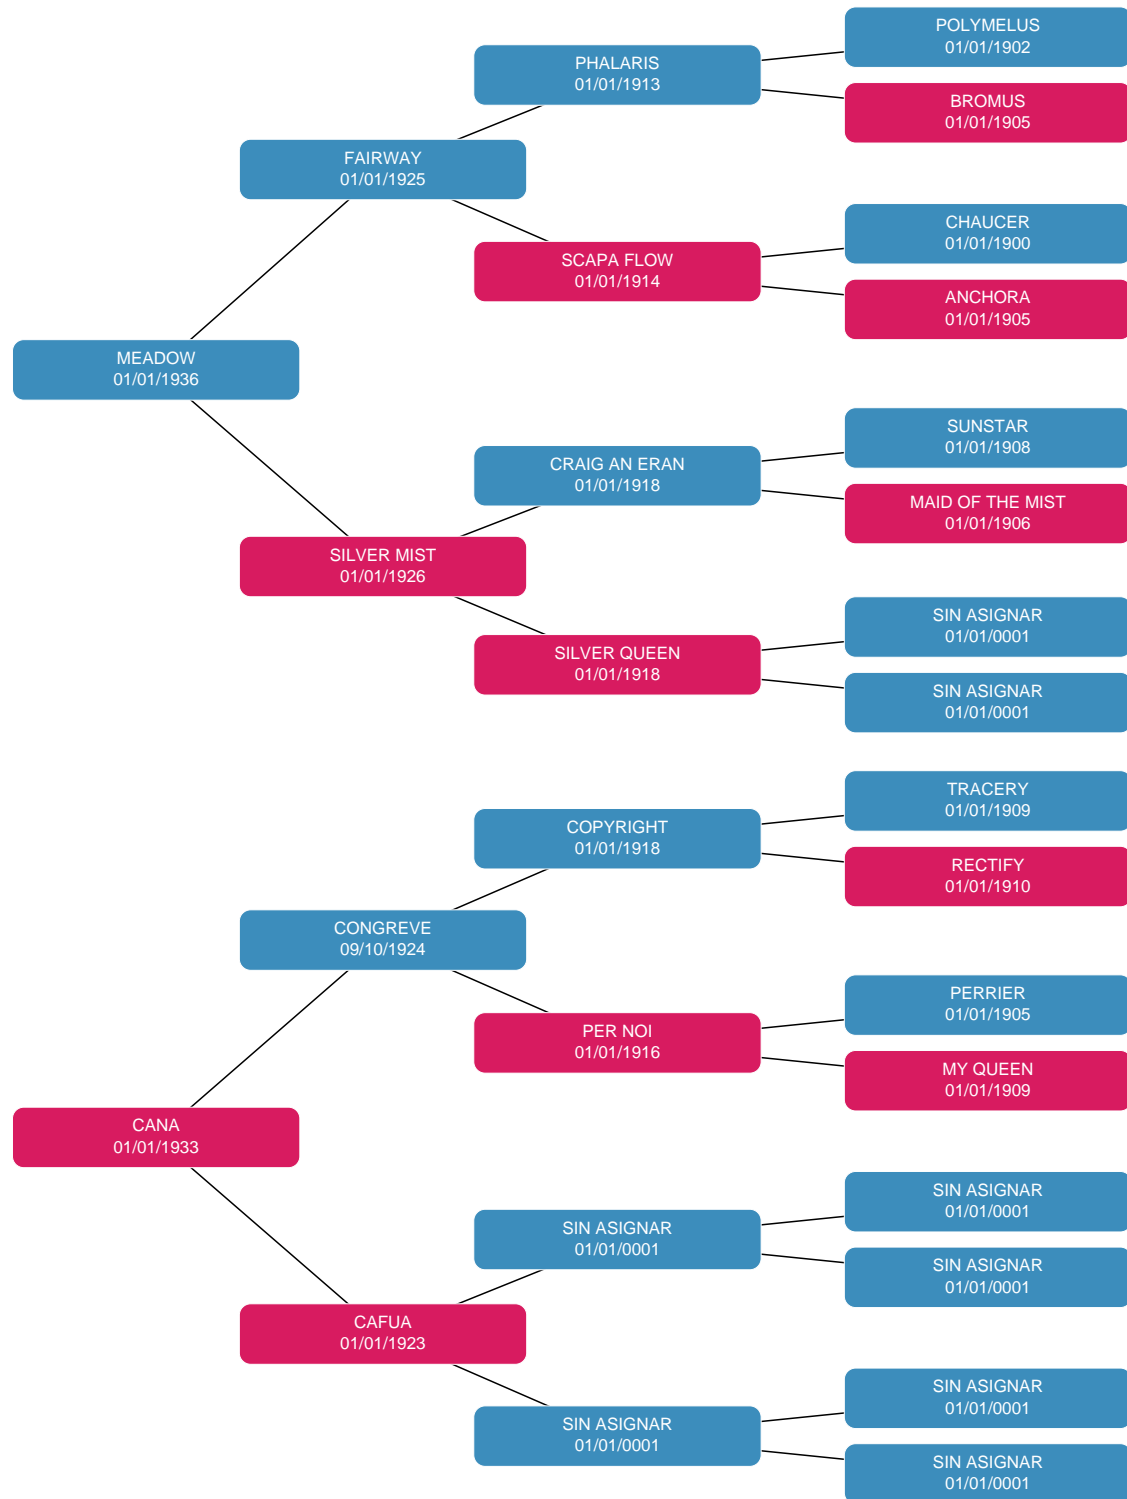 POLYMELUS
01/01/1902
PHALARIS
01/01/1913
BROMUS
01/01/1905
FAIRWAY
01/01/1925
CHAUCER
01/01/1900
SCAPA FLOW
01/01/1914
ANCHORA
01/01/1905
MEADOW
01/01/1936
SUNSTAR
01/01/1908
CRAIG AN ERAN
01/01/1918
MAID OF THE MIST
01/01/1906
SILVER MIST
01/01/1926
SIN ASIGNAR
01/01/0001
SILVER QUEEN
01/01/1918
SIN ASIGNAR
01/01/0001
TRACERY
01/01/1909
COPYRIGHT
01/01/1918
RECTIFY
01/01/1910
CONGREVE
09/10/1924
PERRIER
01/01/1905
PER NOI
01/01/1916
MY QUEEN
01/01/1909
CANA
01/01/1933
SIN ASIGNAR
01/01/0001
SIN ASIGNAR
01/01/0001
SIN ASIGNAR
01/01/0001
CAFUA
01/01/1923
SIN ASIGNAR
01/01/0001
SIN ASIGNAR
01/01/0001
SIN ASIGNAR
01/01/0001